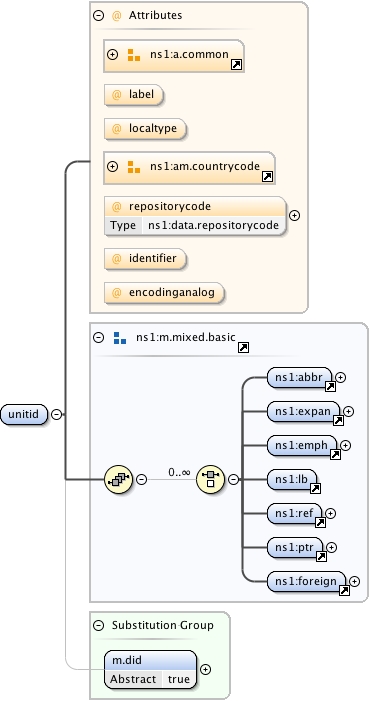 Attributes
ns1:a.common
@ label
@ localtype
ns1:am.countrycode
@ repositorycode
Type ns1:data.repositorycode
@ identifier
@ encodinganalog
ns1:m.mixed.basic
unitid
0..∞
ns1:abbr
ns1:expan
ns1:emph
ns1:lb
ns1:ref
ns1:ptr
ns1:foreign
Substitution Group
m.did
Abstract true